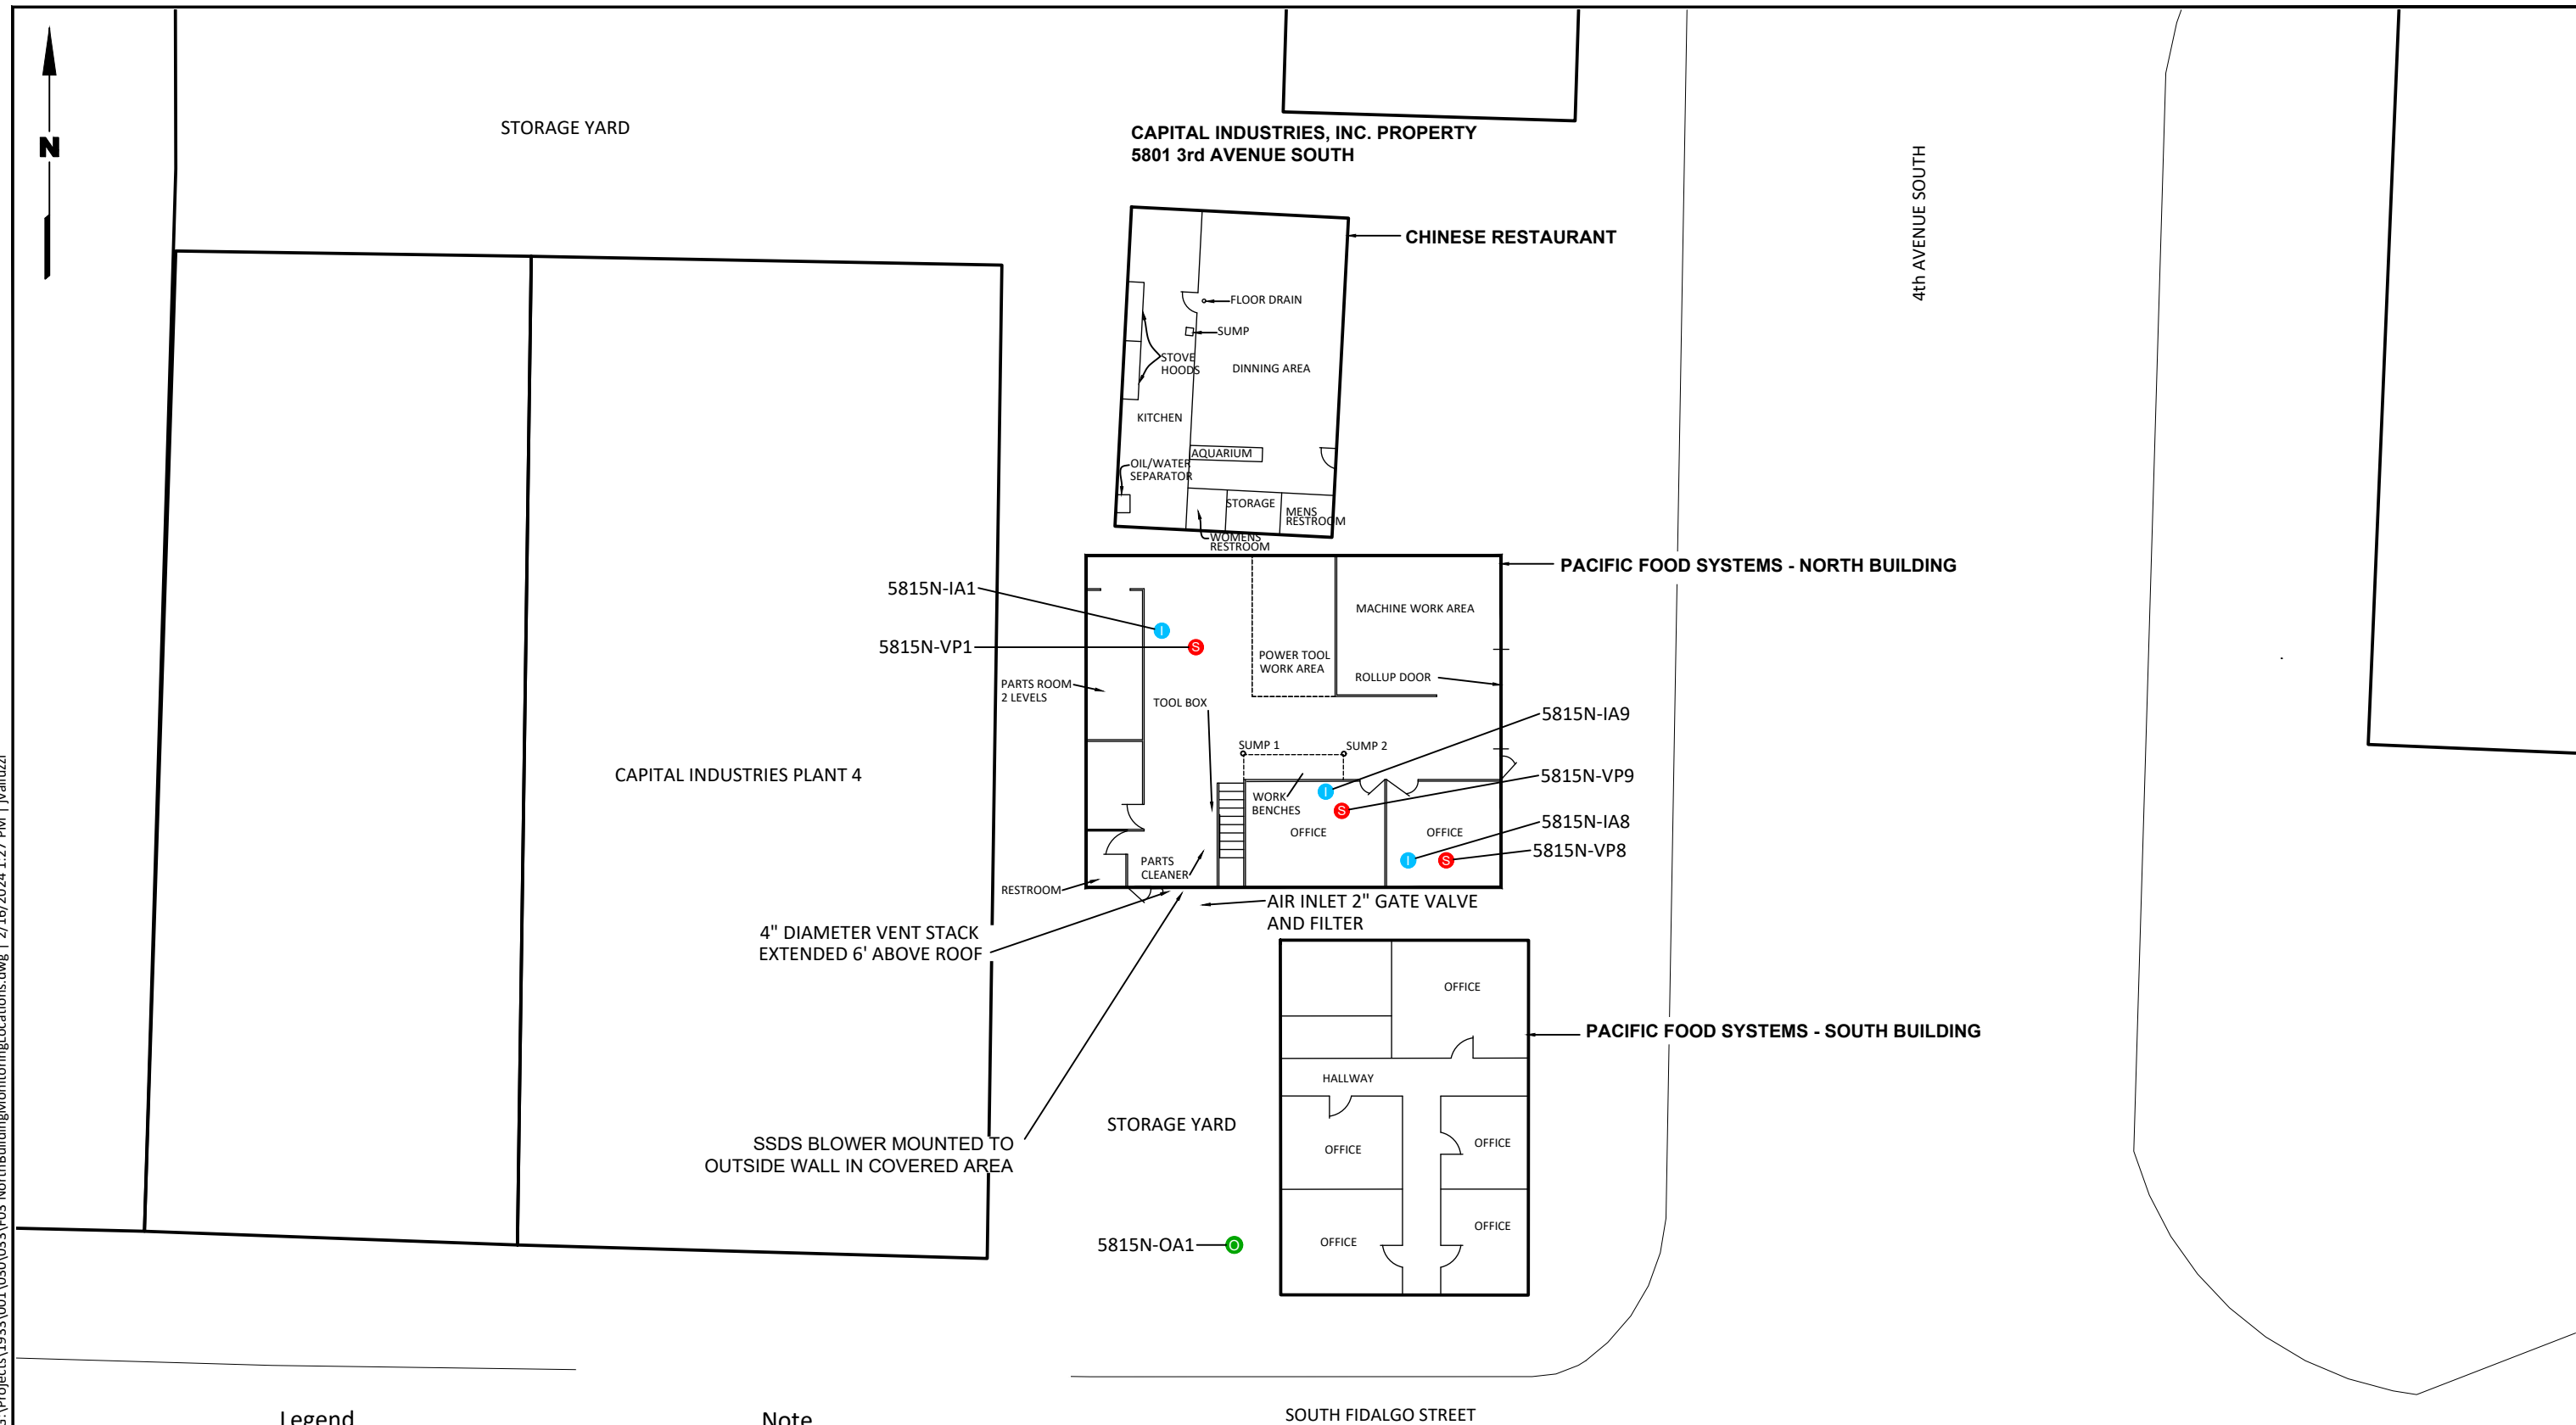 N
STORAGE YARD
CAPITAL INDUSTRIES, INC. PROPERTY
5801 3rd AVENUE SOUTH
4th AVENUE SOUTH
CHINESE RESTAURANT
FLOOR DRAIN
SUMP
STOVE
HOODS
DINNING AREA
KITCHEN
AQUARIUM
OIL/WATER
SEPARATOR
STORAGE
MENS
RESTROOM
WOMENS
RESTROOM
PACIFIC FOOD SYSTEMS - NORTH BUILDING
5815N-IA1
I
5815N-VP1
S
MACHINE WORK AREA
POWER TOOL
WORK AREA
ROLLUP DOOR
PARTS ROOM
2 LEVELS
TOOL BOX
5815N-IA9
SUMP 1
SUMP 2
CAPITAL INDUSTRIES PLANT 4
5815N-VP9
I
S
WORK
BENCHES
OFFICE
OFFICE
5815N-IA8
5815N-VP8
I
S
PARTS
CLEANER
RESTROOM
AIR INLET 2" GATE VALVE
AND FILTER
4" DIAMETER VENT STACK
EXTENDED 6' ABOVE ROOF
OFFICE
PACIFIC FOOD SYSTEMS - SOUTH BUILDING
HALLWAY
STORAGE YARD
SSDS BLOWER MOUNTED TO
OUTSIDE WALL IN COVERED AREA
OFFICE
OFFICE
OFFICE
OFFICE
5815N-OA1
O
Legend
Note
SOUTH FIDALGO STREET